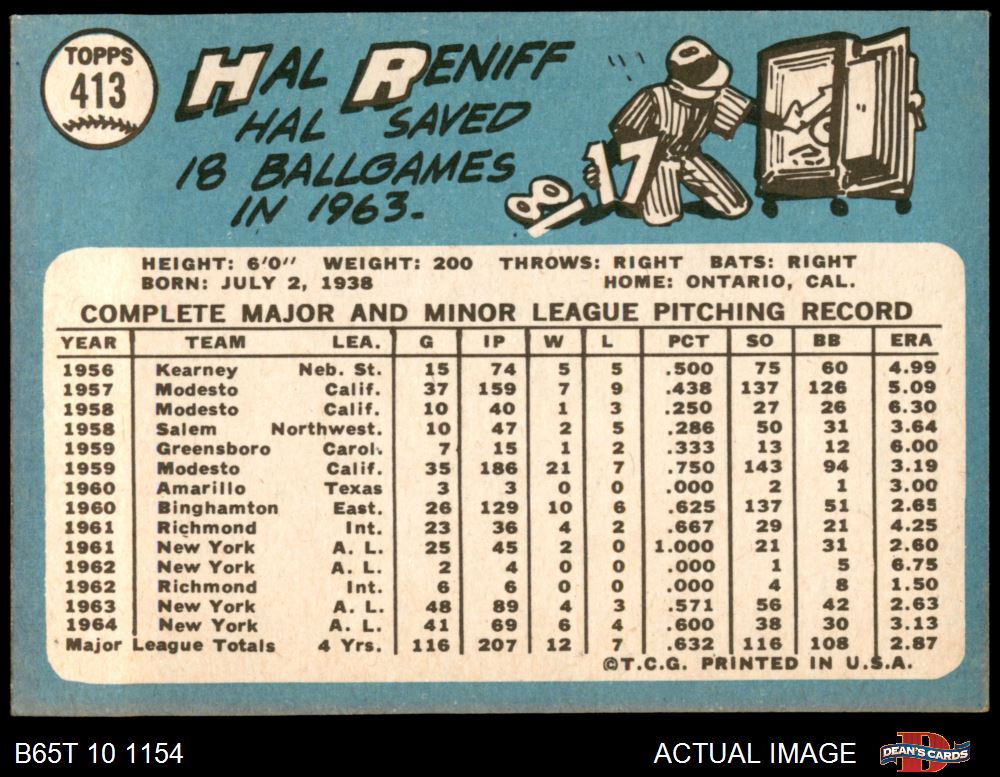 TOPPS
413
HAL RENIFF
HAL SAVED
18 BALLGAMES
IN 1963.
18 17
HEIGHT: 6'0" WEIGHT: 200 THROWS: RIGHT BATS: RIGHT
BORN: JULY 2, 1938 HOME: ONTARIO, CAL.
COMPLETE MAJOR AND MINOR LEAGUE PITCHING RECORD
YEAR TEAM LEA. G IP W L PCT SO BB ERA
1956 Kearney Neb. St. 15 74 5 5 .500 75 60 4.99
1957 Modesto Calif. 37 159 7 9 .438 137 126 5.09
1958 Modesto Calif. 10 40 1 3 .250 27 26 6.30
1958 Salem Northwest. 10 47 2 5 .286 50 31 3.64
1959 Greensboro Carol. 7 15 1 2 .333 13 12 6.00
1959 Modesto Calif. 35 186 21 7 .750 143 94 3.19
1960 Amarillo Texas 3 3 0 0 .000 2 1 3.00
1960 Binghamton East. 26 129 10 6 .625 137 51 2.65
1961 Richmond Int. 23 36 4 2 .667 29 21 4.25
1961 New York A. L. 25 45 2 0 1.000 21 31 2.60
1962 New York A. L. 2 4 0 0 .000 1 5 6.75
1962 Richmond Int. 6 6 0 0 .000 4 8 1.50
1963 New York A. L. 48 89 4 3 .571 56 42 2.63
1964 New York A. L. 41 69 6 4 .600 38 30 3.13
Major League Totals 4 Yrs. 116 207 12 7 .632 116 108 2.87
©T.C.G. PRINTED IN U.S.A.
B65T 10 1154 ACTUAL IMAGE DEAN'S CARDS